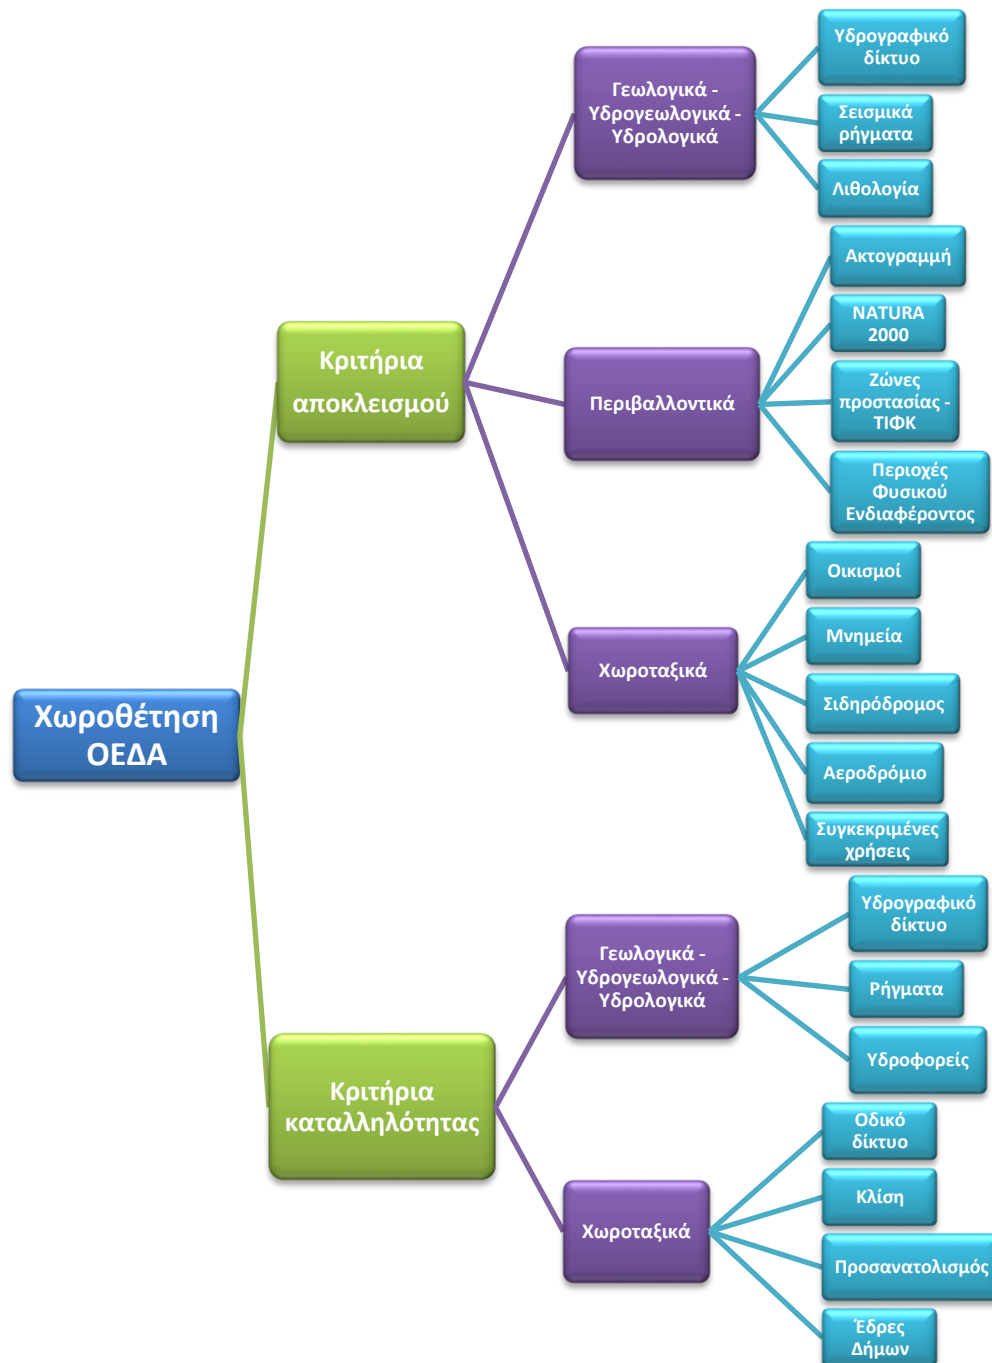 Χωροθέτηση
ΟΕΔΑ
Κριτήρια
αποκλεισμού
Γεωλογικά -
Υδρογεωλογικά -
Υδρολογικά
Υδρογραφικό
δίκτυο
Σεισμικά
ρήγματα
Λιθολογία
Περιβαλλοντικά
Ακτογραμμή
NATURA
2000
Ζώνες
προστασίας -
ΤΙΦΚ
Περιοχές
Φυσικού
Ενδιαφέροντος
Χωροταξικά
Οικισμοί
Μνημεία
Σιδηρόδρομος
Αεροδρόμιο
Συγκεκριμένες
χρήσεις
Κριτήρια
καταλληλότητας
Γεωλογικά -
Υδρογεωλογικά -
Υδρολογικά
Υδρογραφικό
δίκτυο
Ρήγματα
Υδροφορείς
Χωροταξικά
Οδικό
δίκτυο
Κλίση
Προσανατολισμός
Έδρες
Δήμων